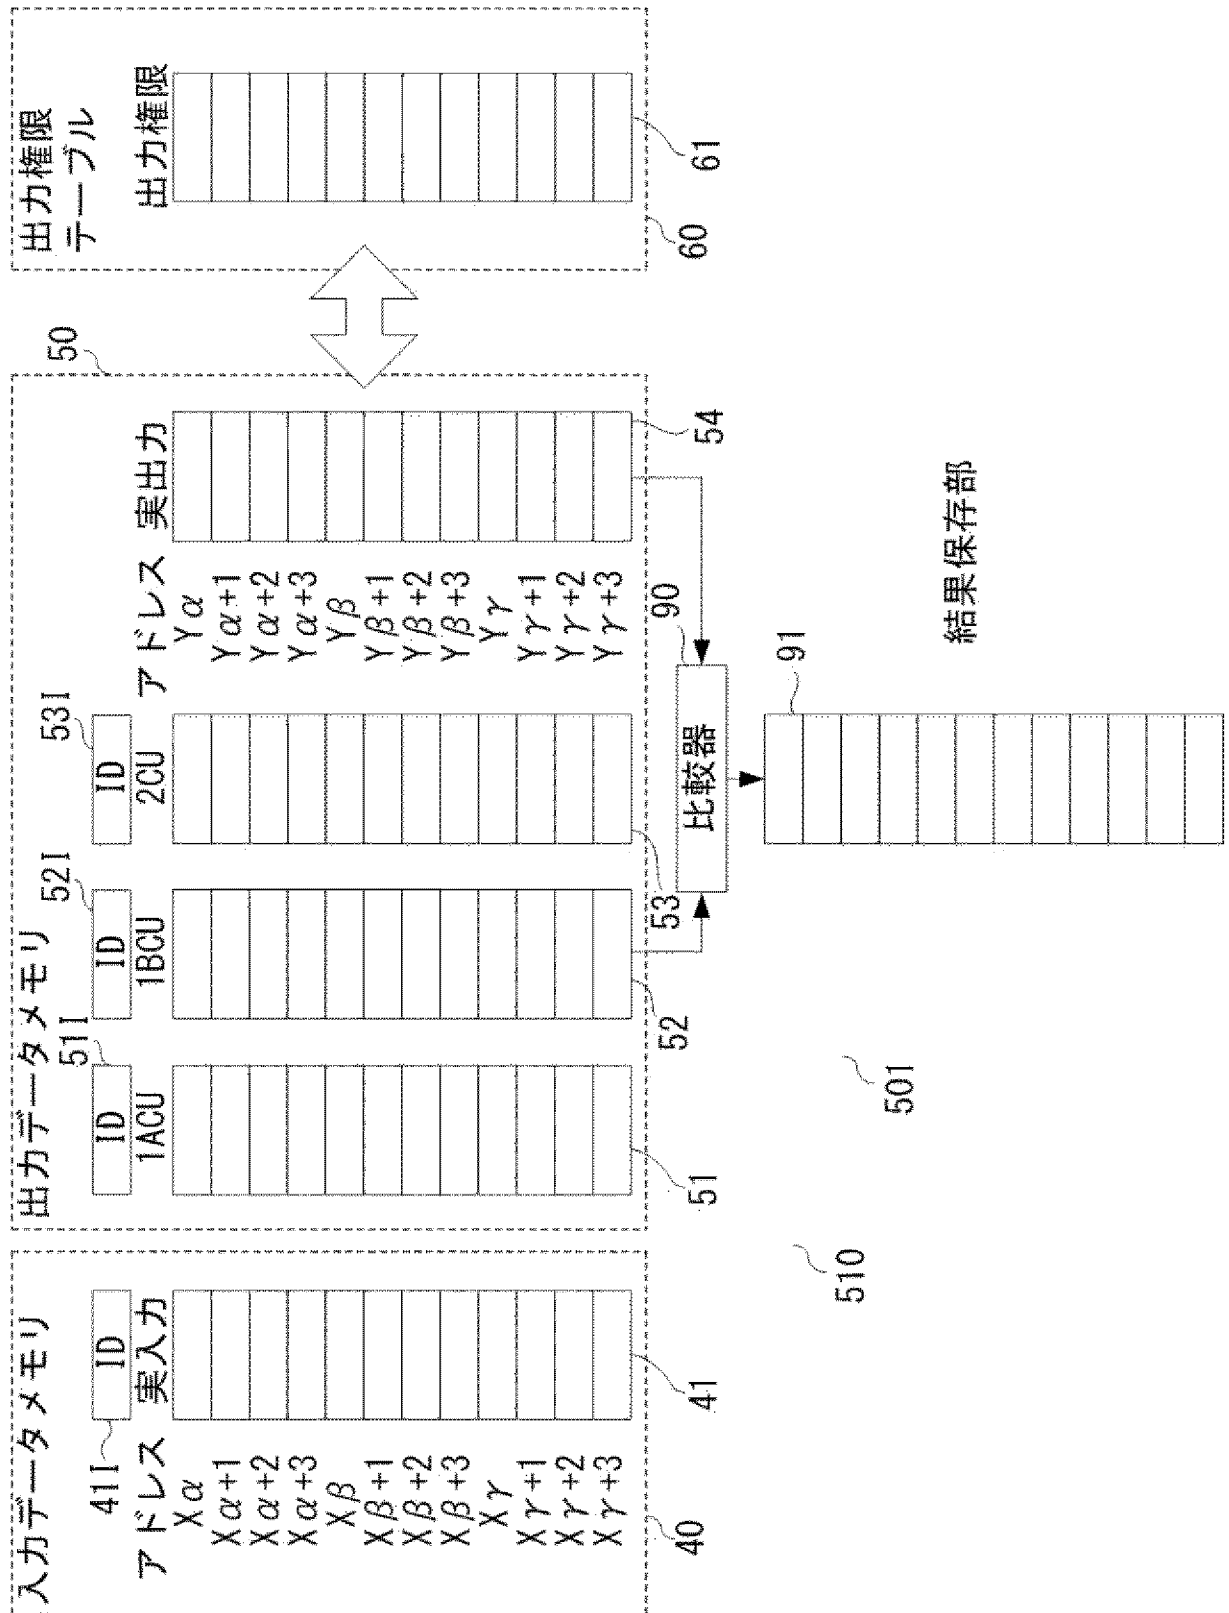 入力データメモリ
41I
ID
アドレス
実入力
Xα
Xα+1
Xα+2
Xα+3
Xβ
Xβ+1
Xβ+2
Xβ+3
Xγ
Xγ+1
Xγ+2
Xγ+3
40
41
出力データメモリ
50
51I
ID
1ACU
52I
ID
1BCU
53I
ID
2CU
アドレス
実出力
Yα
Yα+1
Yα+2
Yα+3
Yβ
Yβ+1
Yβ+2
Yβ+3
Yγ
Yγ+1
Yγ+2
Yγ+3
51
52
53
54
出力権限
テーブル
出力権限
60
61
90
比較器
91
結果保存部
501
510